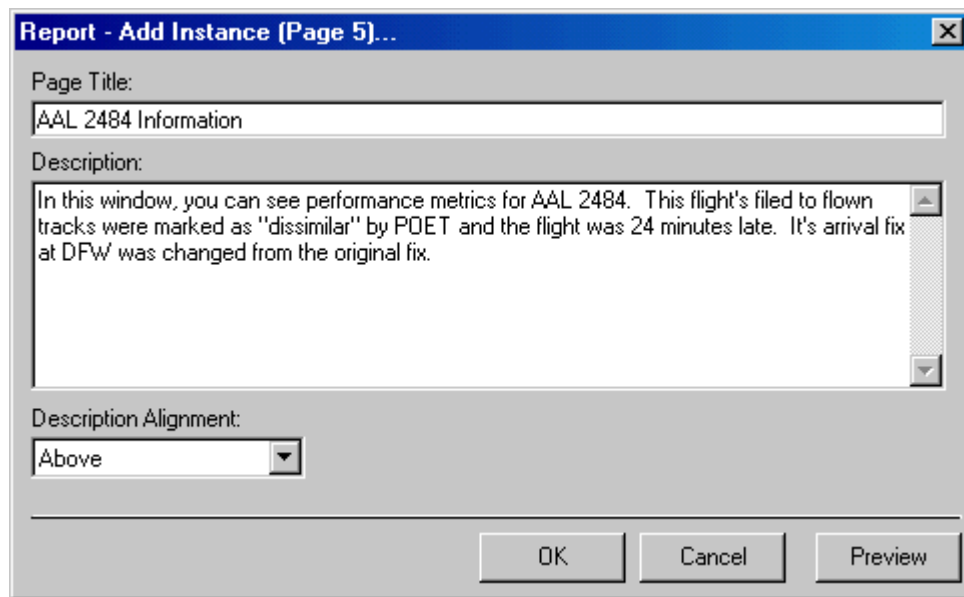 Report - Add Instance (Page 5)...
Page Title:
AAL 2484 Information
Description:
In this window, you can see performance metrics for AAL 2484.  This flight's filed to flown
tracks were marked as "dissimilar" by POET and the flight was 24 minutes late.  It's arrival fix
at DFW was changed from the original fix.
Description Alignment:
Above
OK
Cancel
Preview